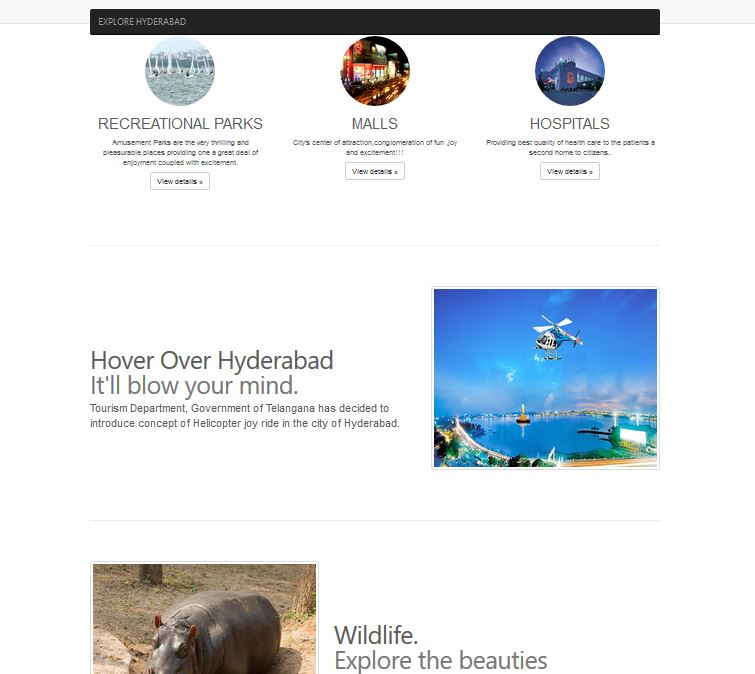 EXPLORE HYDERABAD
RECREATIONAL PARKS
Amusement Parks are the very thrilling and
pleasurable places providing one a great deal of
enjoyment coupled with excitement.
View details »
MALLS
City's center of attraction,conglomeration of fun ,joy
and excitement!!!
View details »
HOSPITALS
Providing best quality of health care to the patients a
second home to citizens..
View details »
Hover Over Hyderabad
It'll blow your mind.
Tourism Department, Government of Telangana has decided to
introduce concept of Helicopter joy ride in the city of Hyderabad.
Wildlife.
Explore the beauties